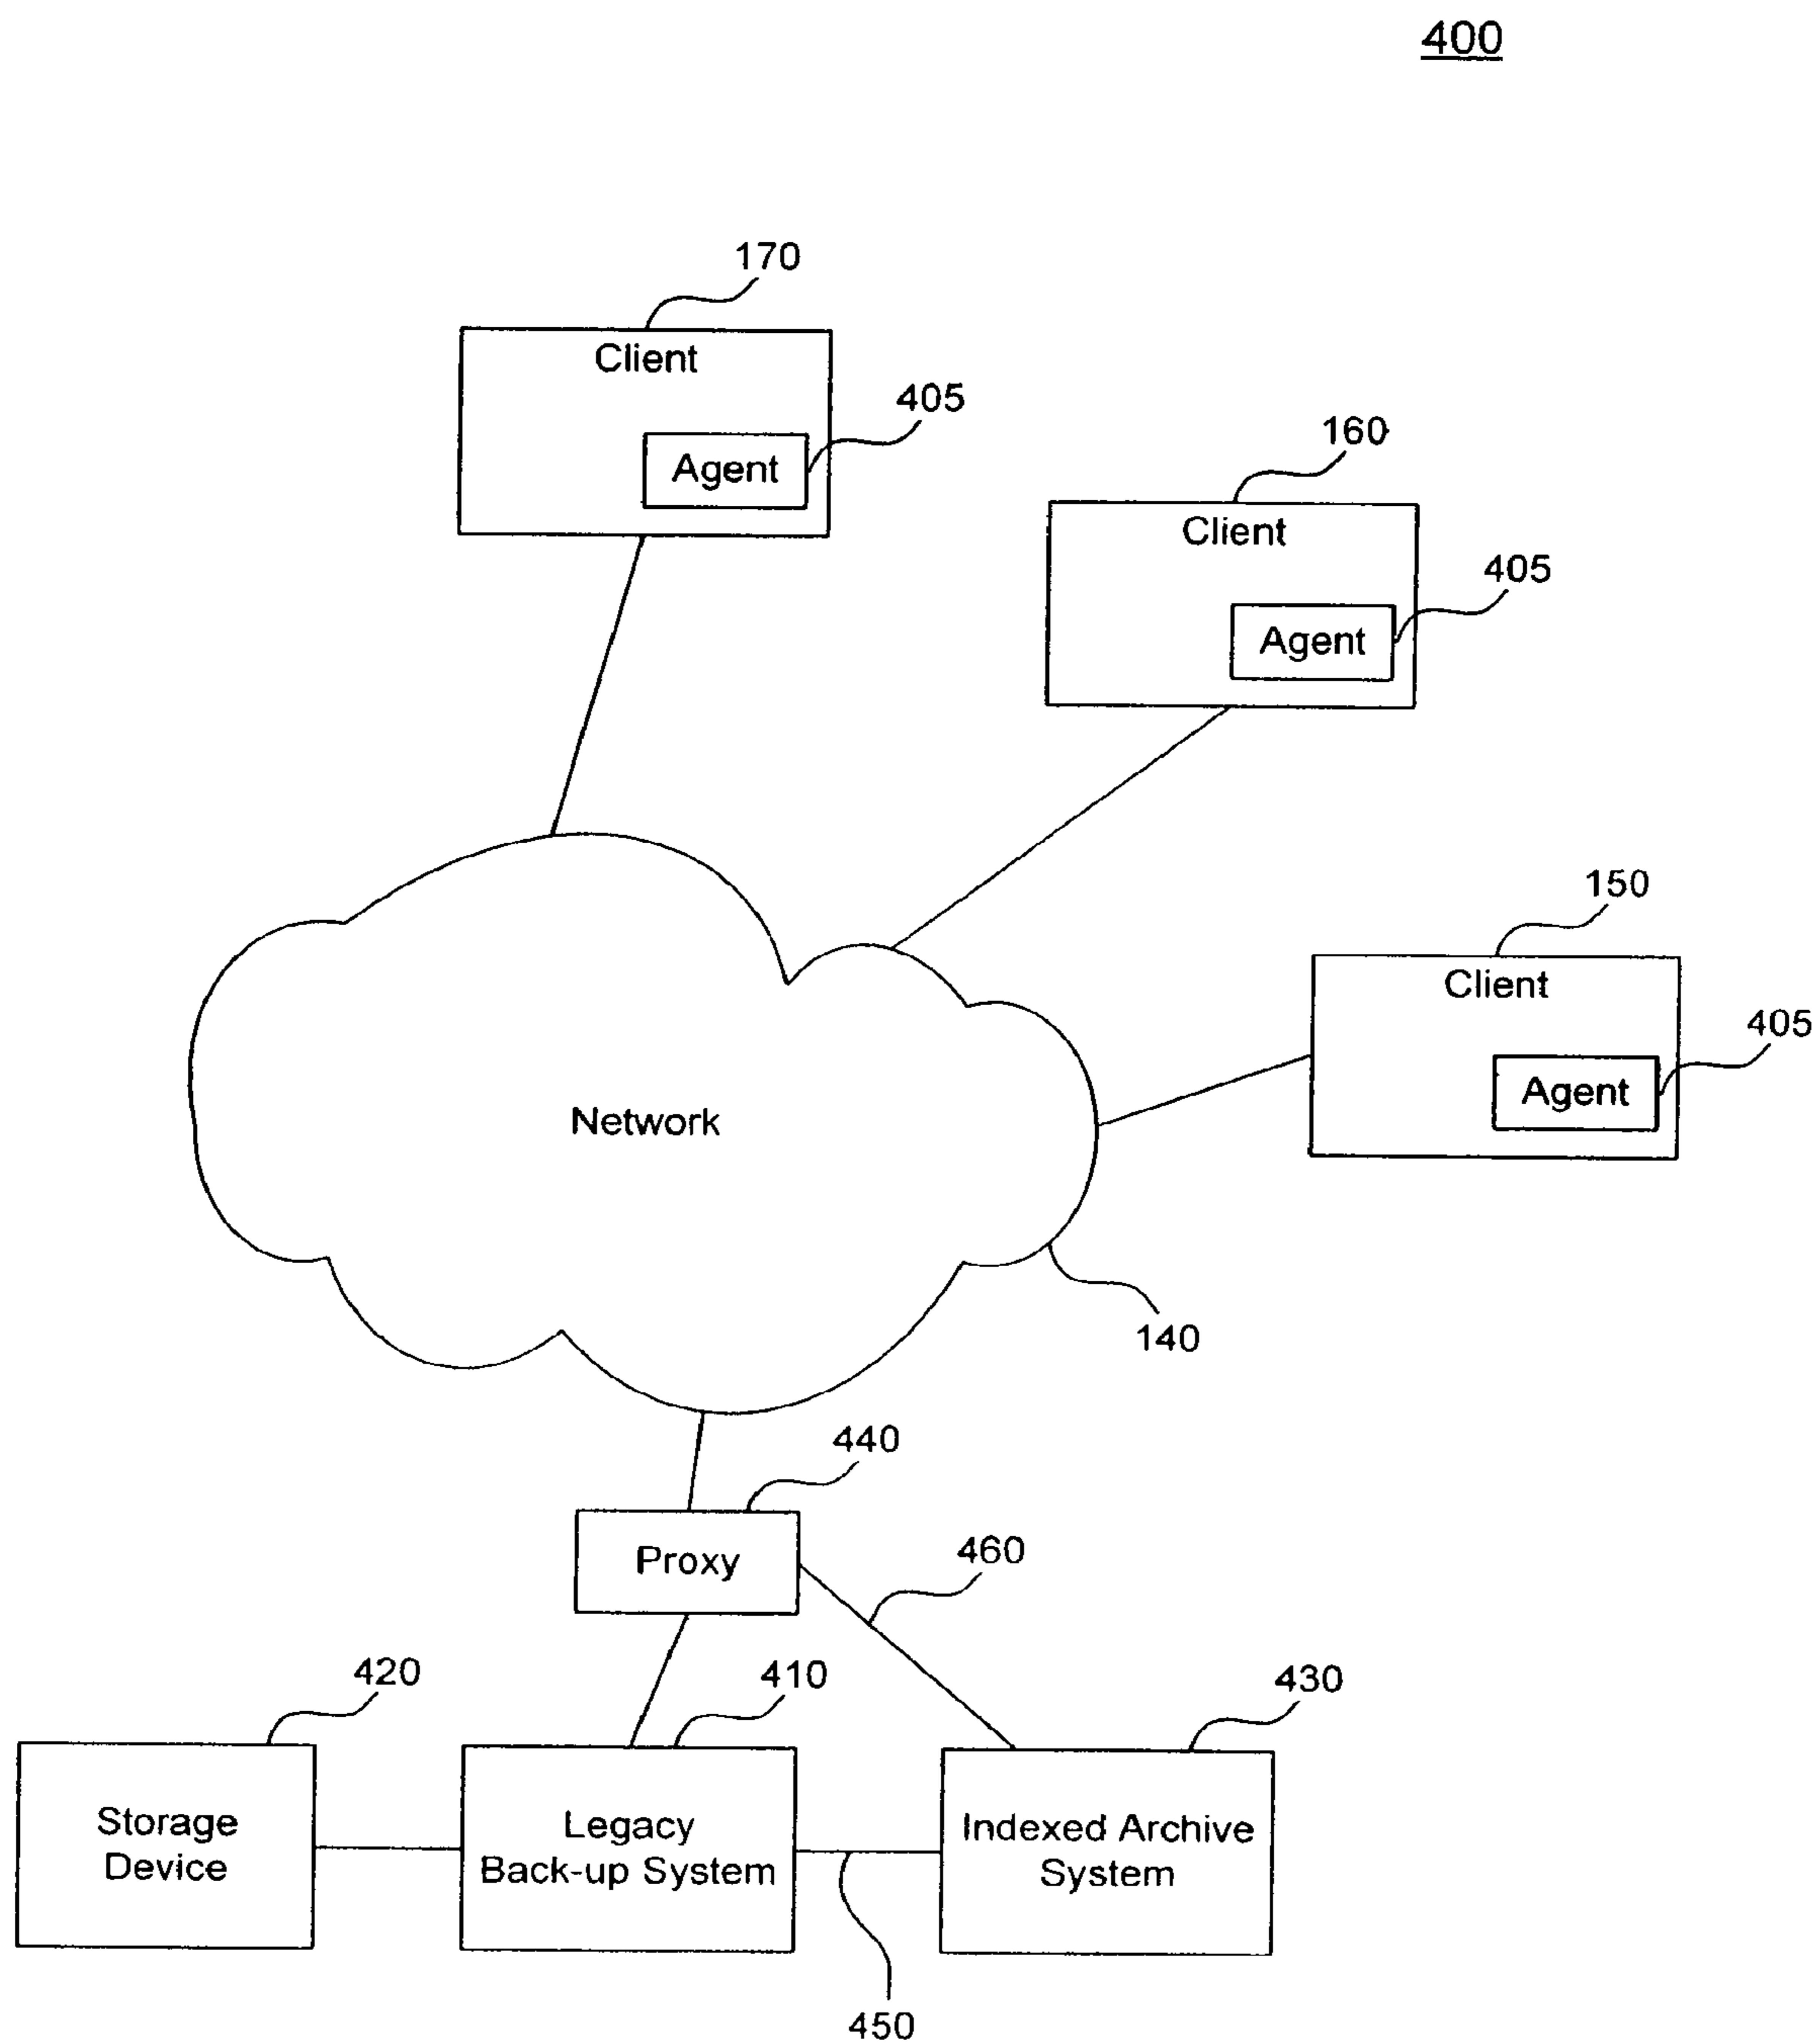 400
170
Client
405
Agent
160
Client
405
Agent
150
Client
405
Agent
Network
140
440
Proxy
460
420
410
430
Storage
Device
Legacy
Back-up System
Indexed Archive
System
450